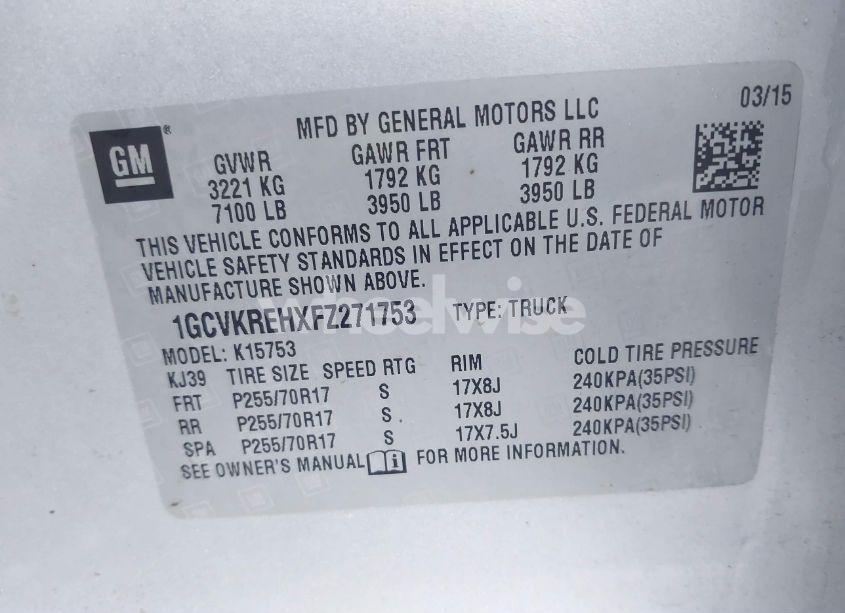 MFD BY GENERAL MOTORS LLC 03/15
GM ®
GVWR GAWR FRT GAWR RR
3221 KG 1792 KG 1792 KG
7100 LB 3950 LB 3950 LB
THIS VEHICLE CONFORMS TO ALL APPLICABLE U.S. FEDERAL MOTOR
VEHICLE SAFETY STANDARDS IN EFFECT ON THE DATE OF
MANUFACTURE SHOWN ABOVE.
1GCVKREHXFZ271753 TYPE: TRUCK
wheelwise
MODEL: K15753
KJ39 TIRE SIZE SPEED RTG RIM COLD TIRE PRESSURE
FRT P255/70R17 S 17X8J 240KPA(35PSI)
RR P255/70R17 S 17X8J 240KPA(35PSI)
SPA P255/70R17 S 17X7.5J 240KPA(35PSI)
SEE OWNER'S MANUAL i FOR MORE INFORMATION.